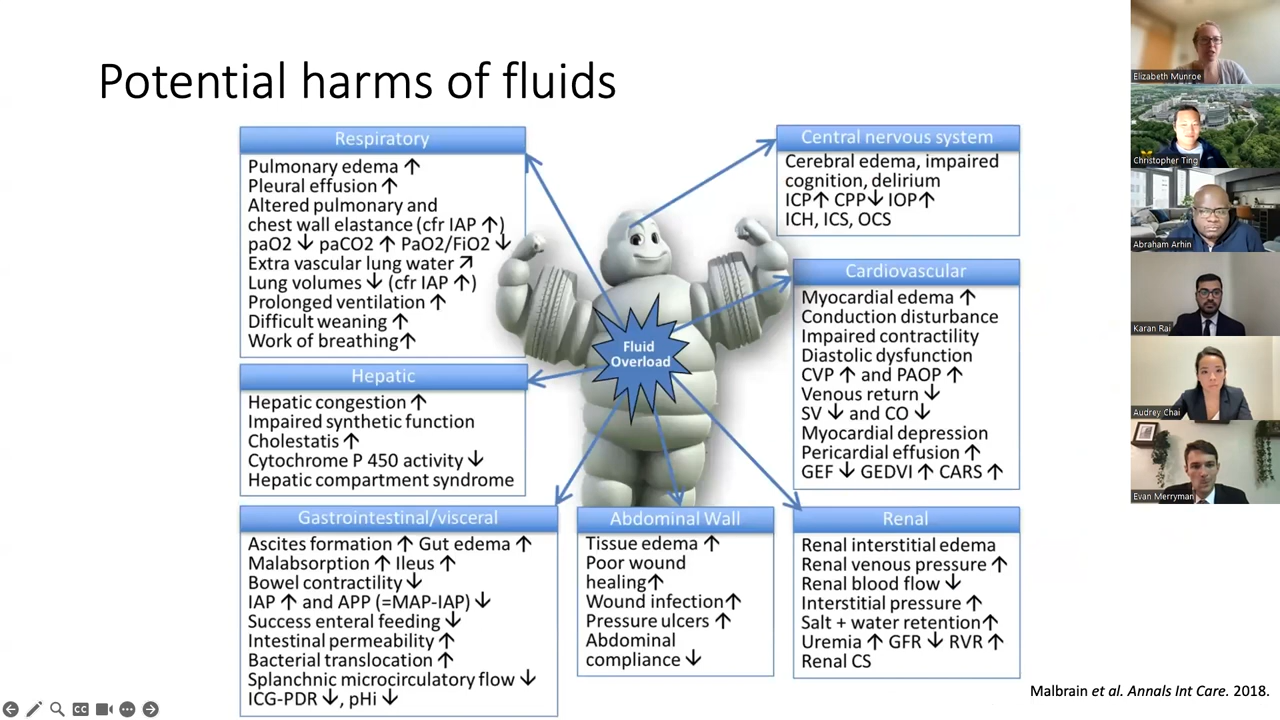 Potential harms of fluids
Respiratory
Pulmonary edema ↑
Pleural effusion ↑
Altered pulmonary and
chest wall elastance (cfr IAP ↑)
paO2 ↓ paCO2 ↑ PaO2/FiO2 ↓
Extra vascular lung water ↗
Lung volumes ↓ (cfr IAP ↑)
Prolonged ventilation ↑
Difficult weaning ↑
Work of breathing↑
Hepatic
Hepatic congestion ↑
Impaired synthetic function
Cholestatis ↑
Cytochrome P 450 activity ↓
Hepatic compartment syndrome
Gastrointestinal/visceral
Ascites formation ↑ Gut edema ↑
Malabsorption ↑ Ileus ↑
Bowel contractility ↓
IAP ↑ and APP (=MAP-IAP) ↓
Success enteral feeding ↓
Intestinal permeability ↑
Bacterial translocation ↑
Splanchnic microcirculatory flow ↓
ICG-PDR ↓, pHi ↓
Fluid
Overload
Abdominal Wall
Tissue edema ↑
Poor wound
healing↑
Wound infection↑
Pressure ulcers ↑
Abdominal
compliance ↓
Central nervous system
Cerebral edema, impaired
cognition, delirium
ICP↑ CPP↓ IOP↑
ICH, ICS, OCS
Cardiovascular
Myocardial edema ↑
Conduction disturbance
Impaired contractility
Diastolic dysfunction
CVP ↑ and PAOP ↑
Venous return ↓
SV ↓ and CO ↓
Myocardial depression
Pericardial effusion ↑
GEF ↓ GEDVI ↑ CARS ↑
Renal
Renal interstitial edema
Renal venous pressure ↑
Renal blood flow ↓
Interstitial pressure ↑
Salt + water retention↑
Uremia ↑ GFR ↓ RVR ↑
Renal CS
Malbrain et al. Annals Int Care. 2018.
Elizabeth Munroe
Christopher Ting
Abraham Arhin
Karan Rai
Audrey Chai
Evan Merryman
CC